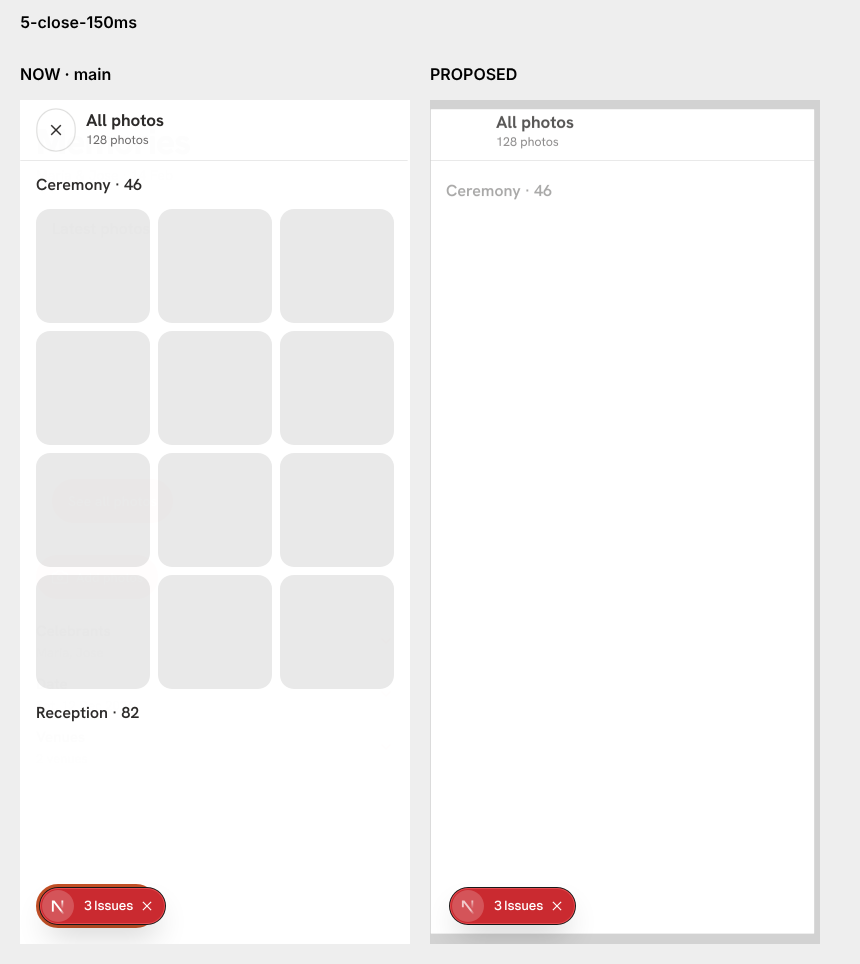 5-close-150ms
NOW · main
PROPOSED
All photos
128 photos
Ceremony · 46
Reception · 82
3 Issues
All photos
128 photos
Ceremony · 46
3 Issues